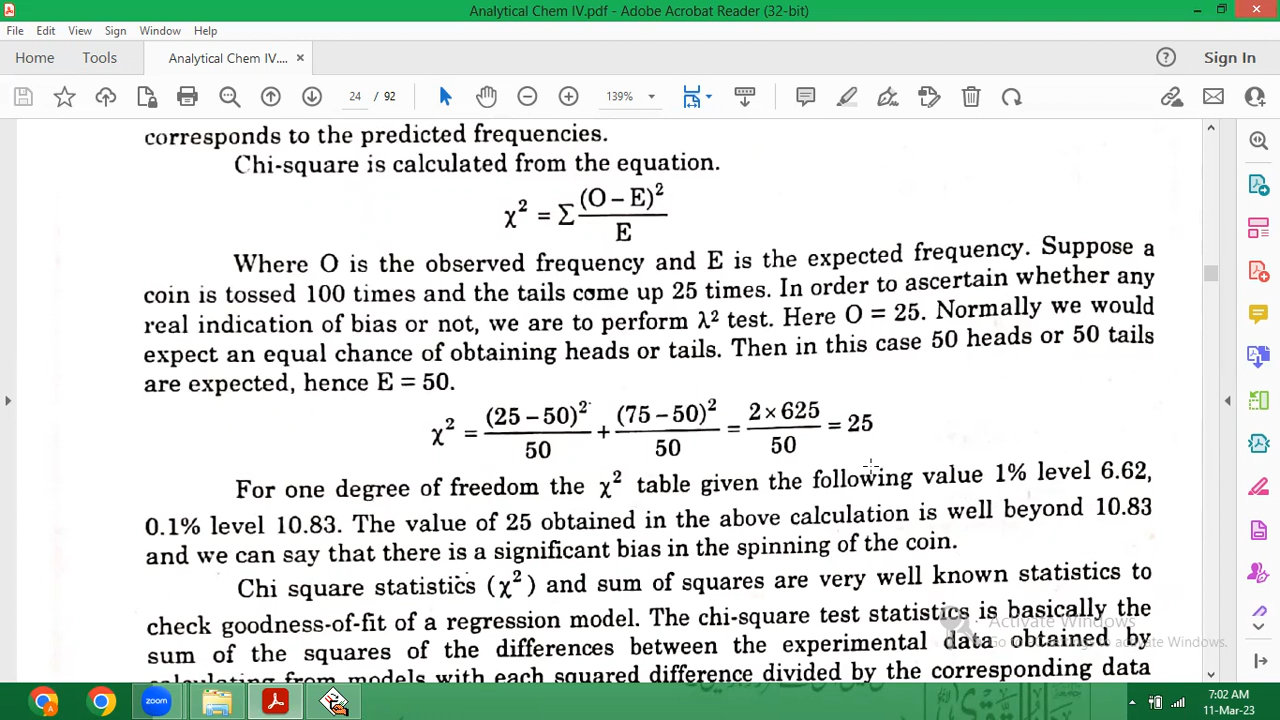 Analytical Chem IV.pdf - Adobe Acrobat Reader (32-bit)
File Edit View Sign Window Help
Home Tools Analytical Chem IV.... × Sign In
24 / 92 139%
corresponds to the predicted frequencies.
Chi-square is calculated from the equation.
χ² = Σ (O – E)² / E
Where O is the observed frequency and E is the expected frequency. Suppose a
coin is tossed 100 times and the tails come up 25 times. In order to ascertain whether any
real indication of bias or not, we are to perform λ² test. Here O = 25. Normally we would
expect an equal chance of obtaining heads or tails. Then in this case 50 heads or 50 tails
are expected, hence E = 50.
χ² = (25 – 50)² / 50 + (75 – 50)² / 50 = 2 × 625 / 50 = 25
For one degree of freedom the χ² table given the following value 1% level 6.62,
0.1% level 10.83. The value of 25 obtained in the above calculation is well beyond 10.83
and we can say that there is a significant bias in the spinning of the coin.
Chi square statistics (χ²) and sum of squares are very well known statistics to
check goodness-of-fit of a regression model. The chi-square test statistics is basically the
Activate Windows
sum of the squares of the differences between the experimental data obtained by
Go to Settings to activate Windows.
calculating from models with each squared difference divided by the corresponding data
zoom
7:02 AM
11-Mar-23